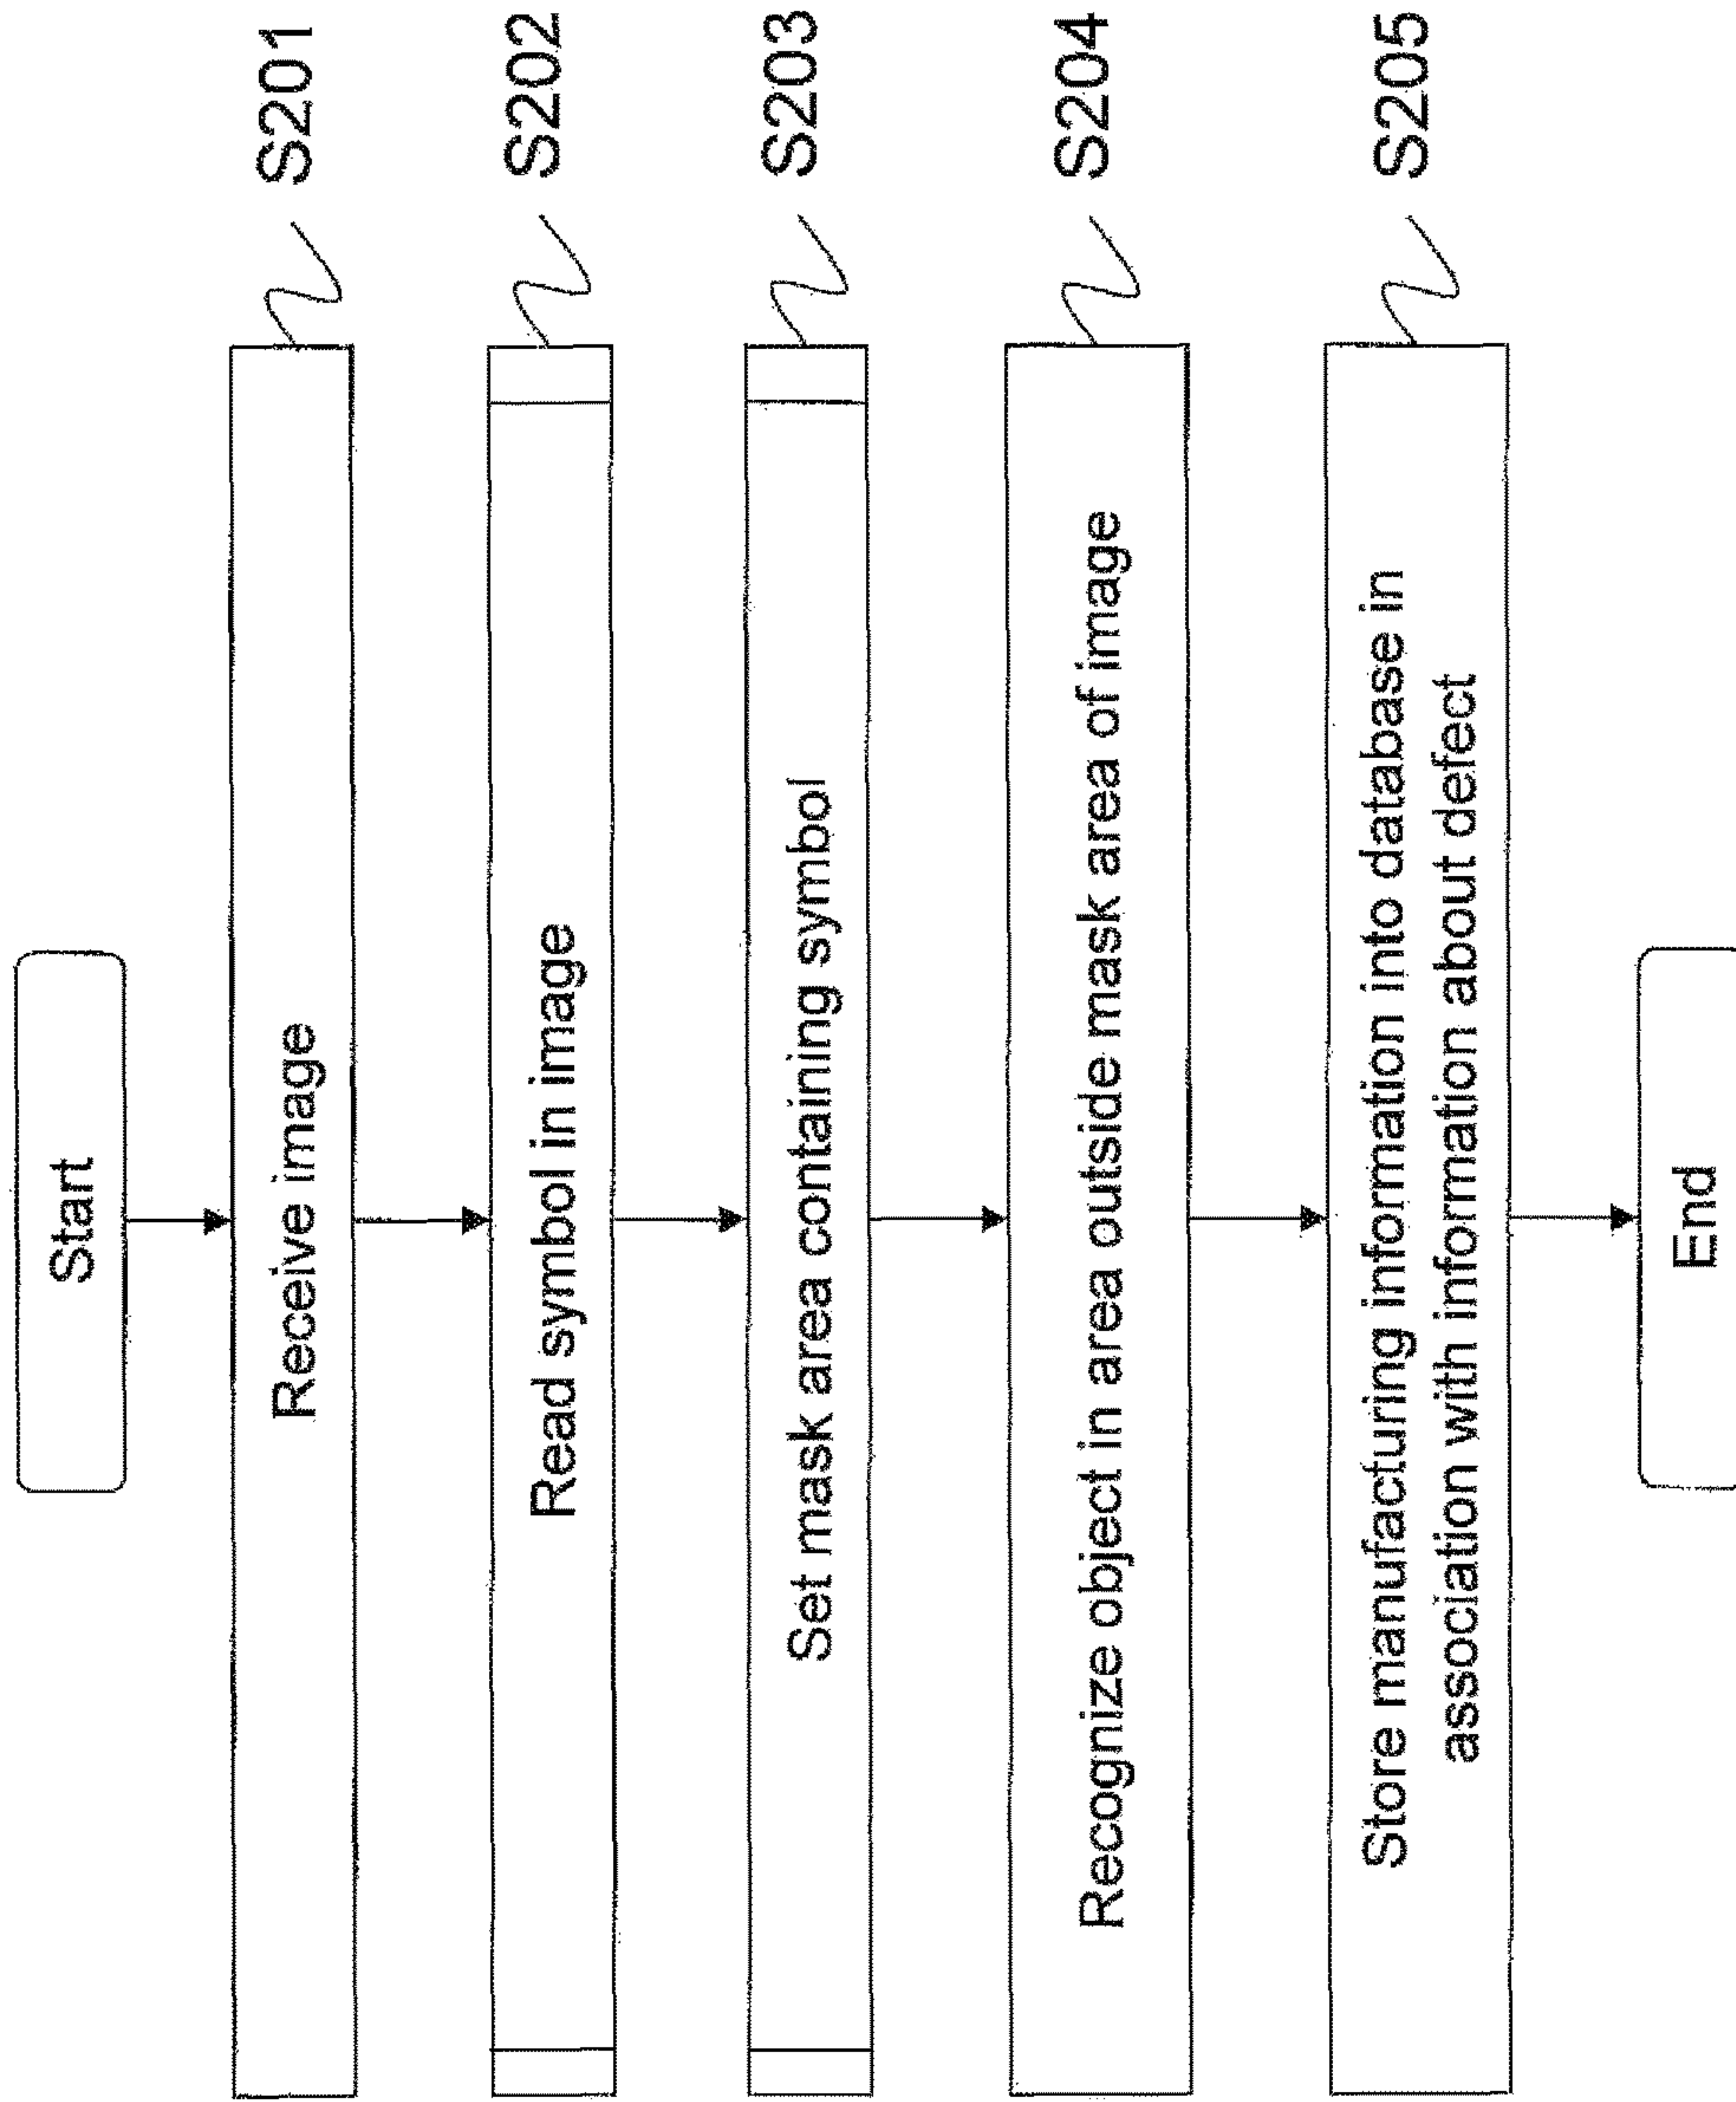 Start
Receive image
S201
Read symbol in image
S202
Set mask area containing symbol
S203
Recognize object in area outside mask area of image
S204
Store manufacturing information into database in
association with information about defect
S205
End